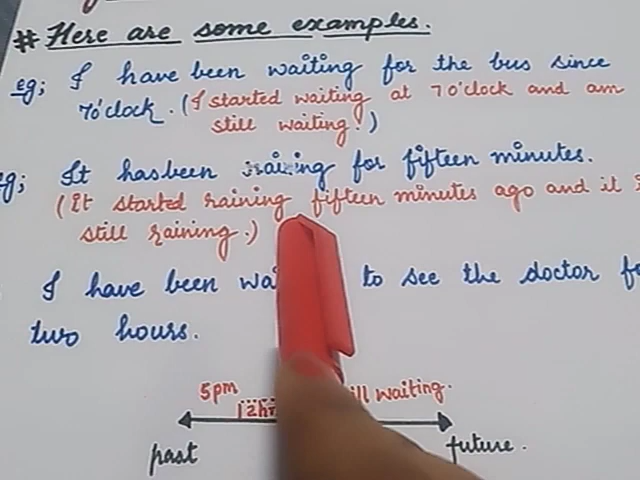 # Here are some examples.
eg; I have been waiting for the bus since
7o'clock. (I started waiting at 7 o'clock and am
still waiting.)
eg; It hasbeen raining for fifteen minutes.
(It started raining fifteen minutes ago and it
still raining.)
I have been to see the doctor
two hours.
5pm waiting.
past future.